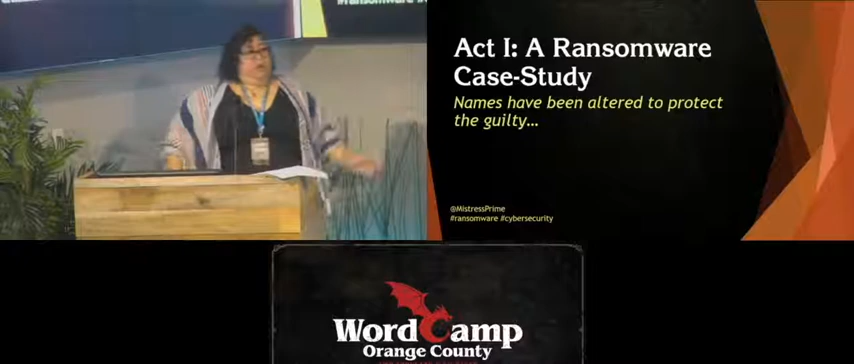 Act I: A Ransomware
Case-Study
Names have been altered to protect
the guilty...
@MistressPrime
#ransomware #cybersecurity
WordCamp
Orange County